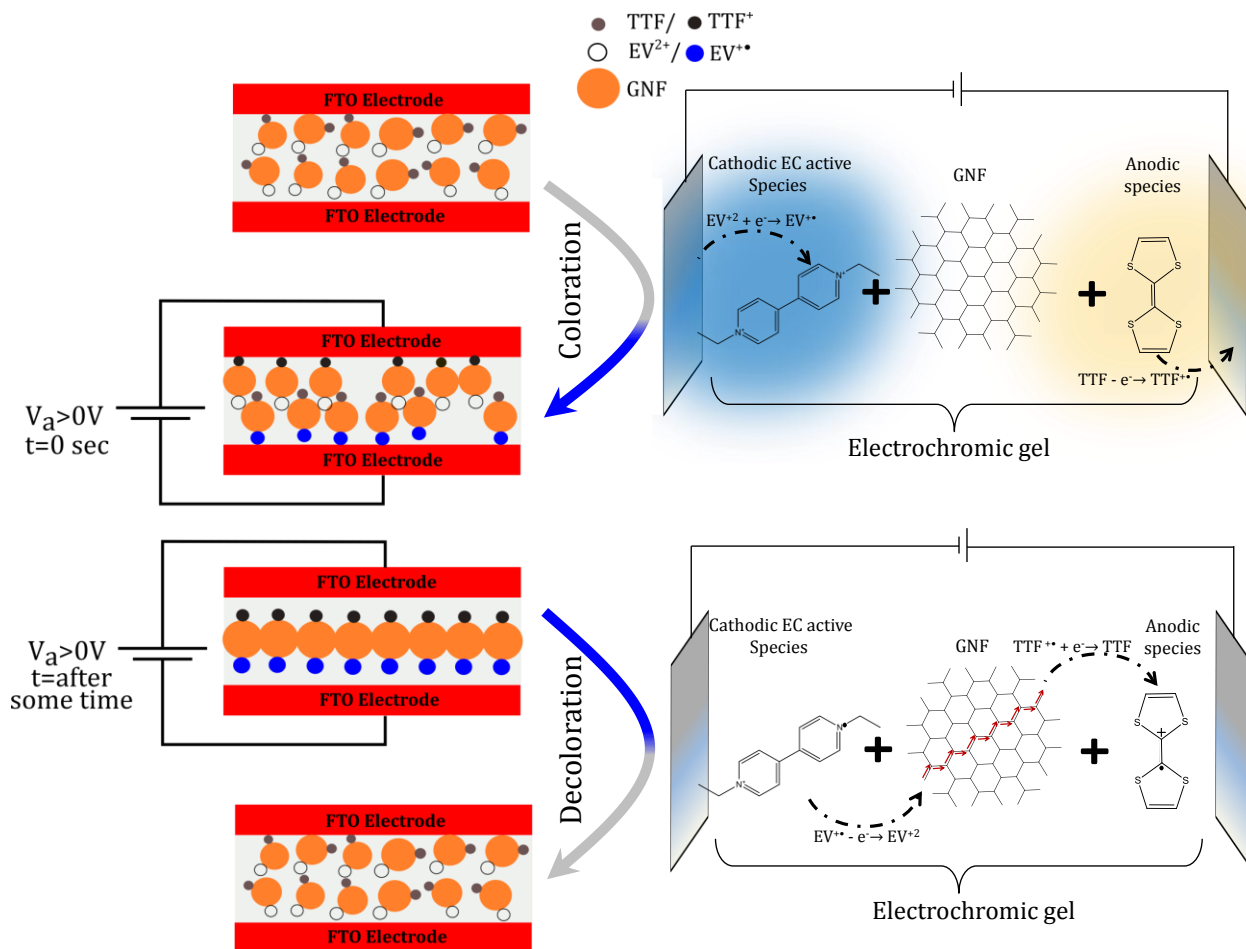 TTF/ TTF⁺
EV²⁺/ EV⁺•
GNF
FTO Electrode
FTO Electrode
Coloration
FTO Electrode
Vₐ>0V
t=0 sec
FTO Electrode
Cathodic EC active
Species
GNF
Anodic
species
EV⁺² + e⁻→ EV⁺•
N⁺
N⁺
S
S
S
S
TTF - e⁻→ TTF⁺•
Electrochromic gel
FTO Electrode
Vₐ>0V
t=after
some time
FTO Electrode
Decoloration
FTO Electrode
FTO Electrode
Cathodic EC active
Species
GNF
TTF⁺• + e⁻→ TTF
Anodic
species
N•
N⁺
S
S
+
•
S
S
EV⁺• - e⁻→ EV⁺²
Electrochromic gel